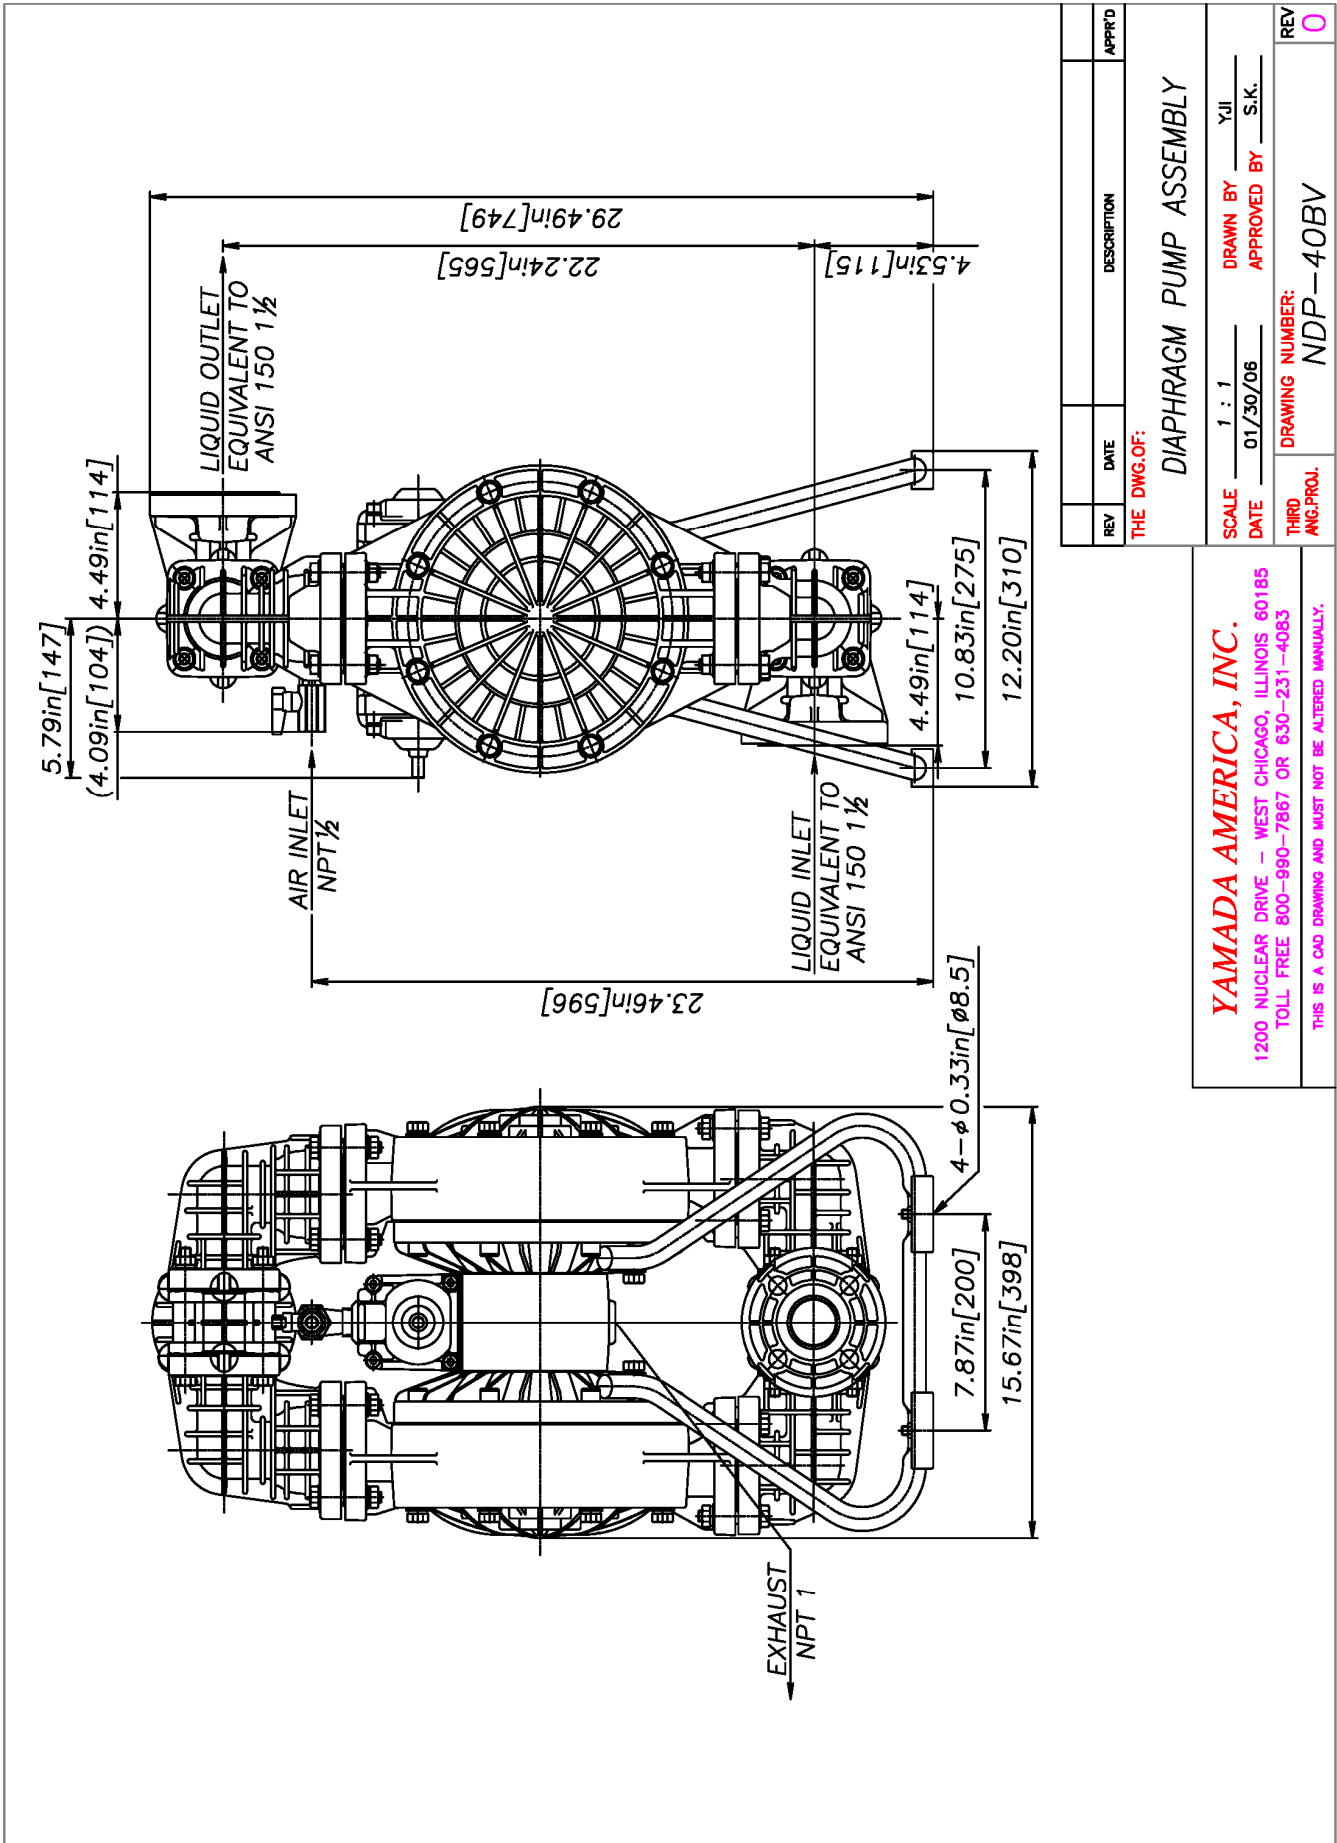 EXHAUST
NPT 1
15.67in[398]
7.87in[200]
4-ø0.33in[ø8.5]
23.46in[596]
AIR INLET
NPT½
LIQUID INLET
EQUIVALENT TO
ANSI 150 1½
5.79in[147]
(4.09in[104])
4.49in[114]
LIQUID OUTLET
EQUIVALENT TO
ANSI 150 1½
29.49in[749]
22.24in[565]
4.53in[115]
4.49in[114]
10.83in[275]
12.20in[310]
YAMADA AMERICA, INC.
1200 NUCLEAR DRIVE - WEST CHICAGO, ILLINOIS 60185
TOLL FREE 800-990-7867 OR 630-231-4083
THIS IS A CAD DRAWING AND MUST NOT BE ALTERED MANUALLY.
REV DATE DESCRIPTION APPR'D
THE DWG.OF:
DIAPHRAGM PUMP ASSEMBLY
SCALE 1 : 1 DRAWN BY YJI
DATE 01/30/06 APPROVED BY S.K.
THIRD
ANG.PROJ.
DRAWING NUMBER:
NDP-40BV
REV
0